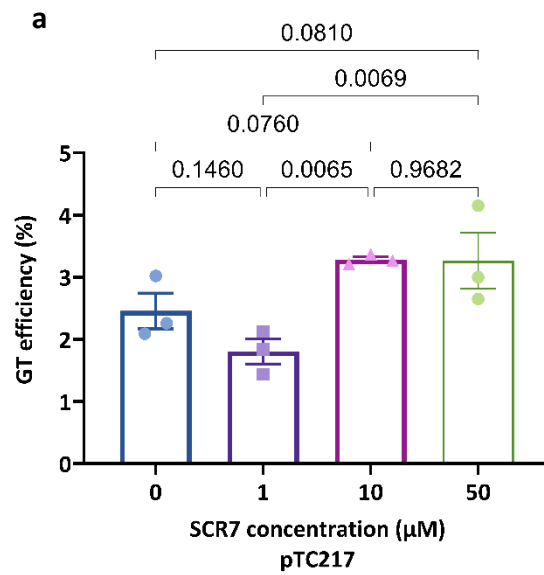 a
0.0810
0.0069
0.0760
0.1460 0.0065 0.9682
5
4
3
2
1
0
GT efficiency (%)
0 1 10 50
SCR7 concentration (µM)
pTC217